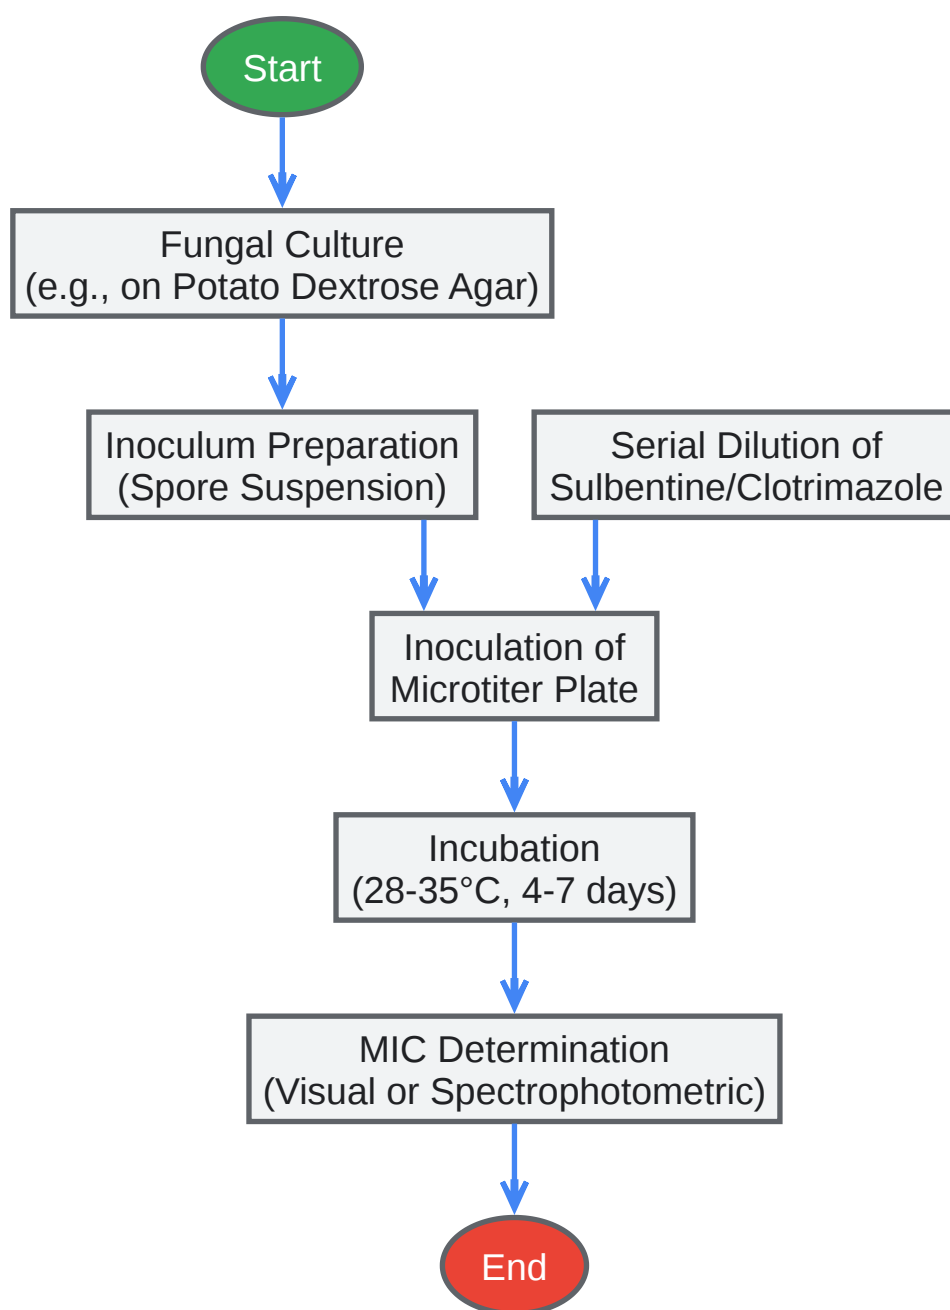 Start
Fungal Culture
(e.g., on Potato Dextrose Agar)
Inoculum Preparation
(Spore Suspension)
Serial Dilution of
Sulbentine/Clotrimazole
Inoculation of
Microtiter Plate
Incubation
(28-35°C, 4-7 days)
MIC Determination
(Visual or Spectrophotometric)
End